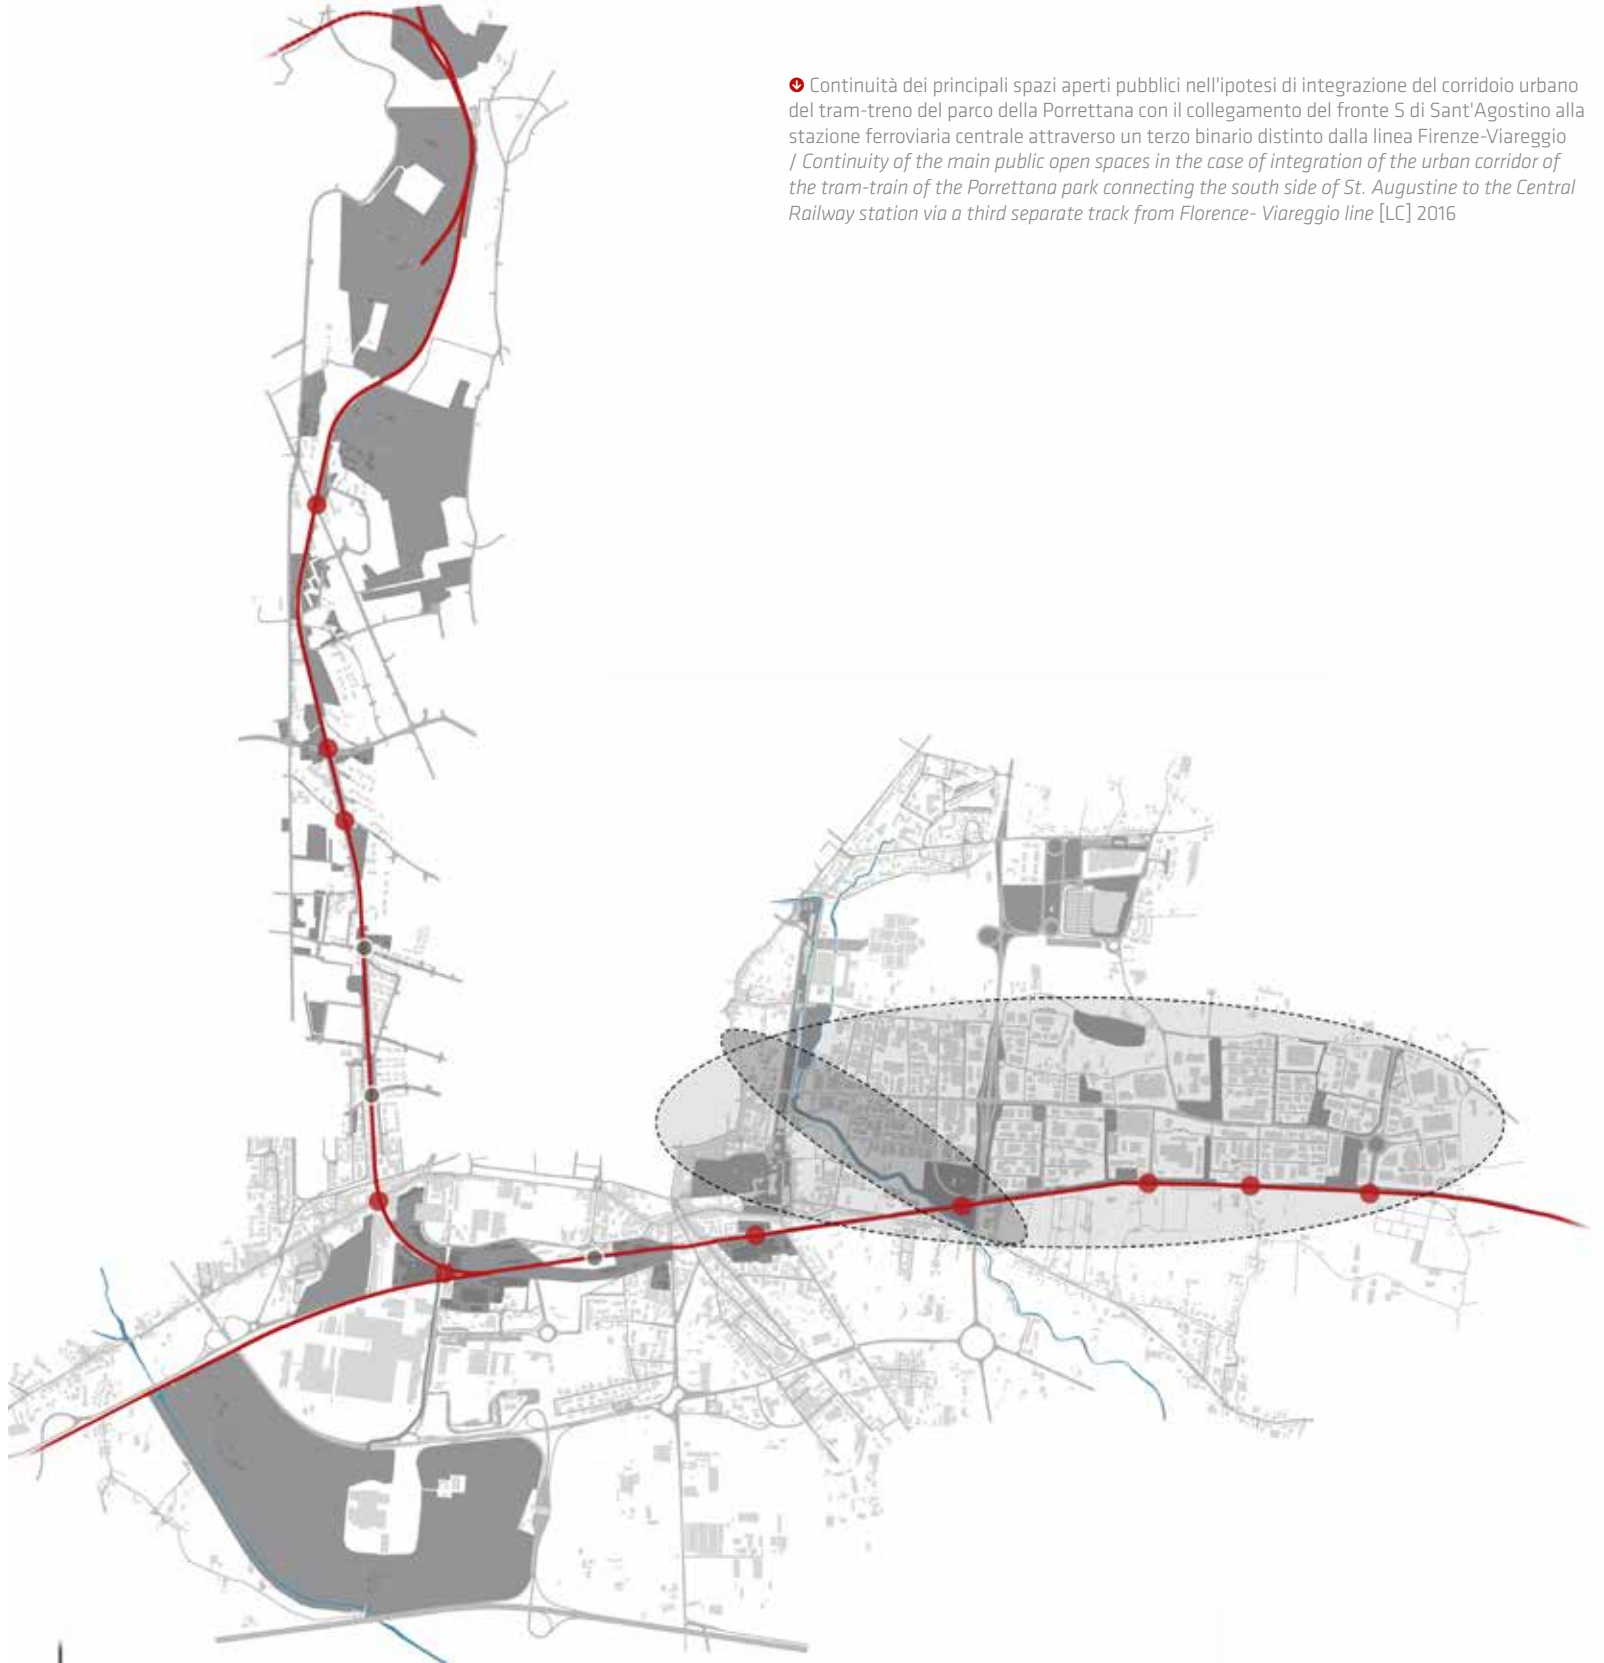 Continuità dei principali spazi aperti pubblici nell'ipotesi di integrazione del corridoio urbano
del tram-treno del parco della Porrettana con il collegamento del fronte S di Sant'Agostino alla
stazione ferroviaria centrale attraverso un terzo binario distinto dalla linea Firenze-Viareggio
/ Continuity of the main public open spaces in the case of integration of the urban corridor of
the tram-train of the Porrettana park connecting the south side of St. Augustine to the Central
Railway station via a third separate track from Florence- Viareggio line [LC] 2016